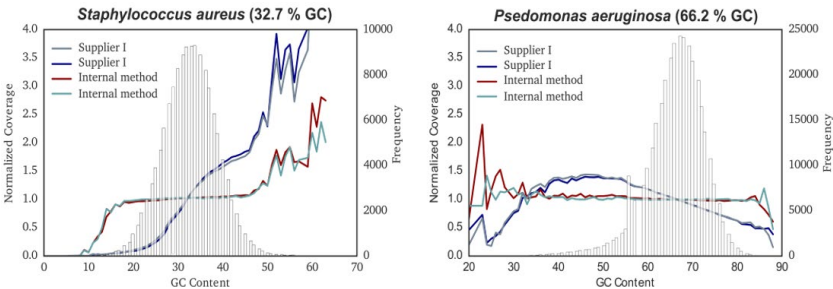 Staphylococcus aureus (32.7 % GC)
4.0
3.5
3.0
2.5
2.0
1.5
1.0
0.5
0.0
Normalized Coverage
Supplier I
Supplier I
Internal method
Internal method
10000
8000
6000
4000
2000
0
Frequency
0 10 20 30 40 50 60 70
GC Content
Psedomonas aeruginosa (66.2 % GC)
4.0
3.5
3.0
2.5
2.0
1.5
1.0
0.5
0.0
Normalized Coverage
Supplier I
Supplier I
Internal method
Internal method
25000
20000
15000
10000
5000
0
Frequency
20 30 40 50 60 70 80 90
GC Content